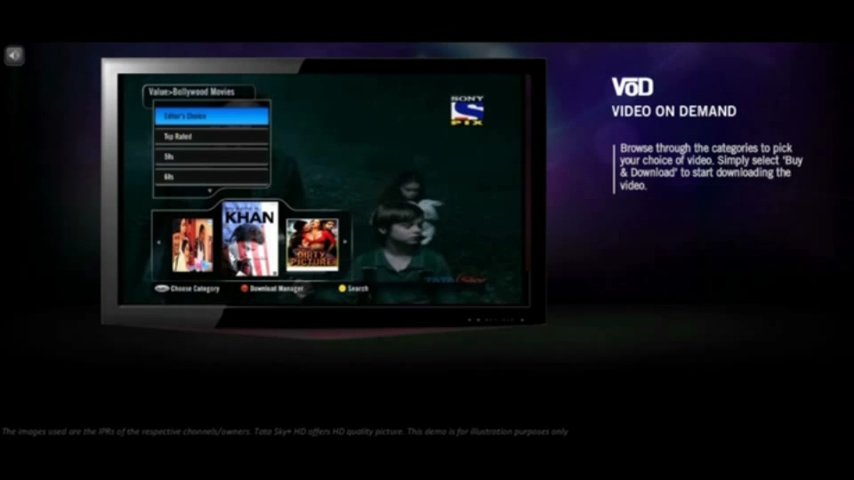 Value>Bollywood Movies
Editor's Choice
Top Rated
50s
60s
SONY
PIX
KHAN
DIRTY
PICTURE
TATA Sky
Choose Category
Download Manager
Search
VOD
VIDEO ON DEMAND
Browse through the categories to pick
your choice of video. Simply select 'Buy
& Download' to start downloading the
video.
The images used are the IPRs of the respective channels/owners. Tata Sky+ HD offers HD quality picture. This demo is for illustration purposes only